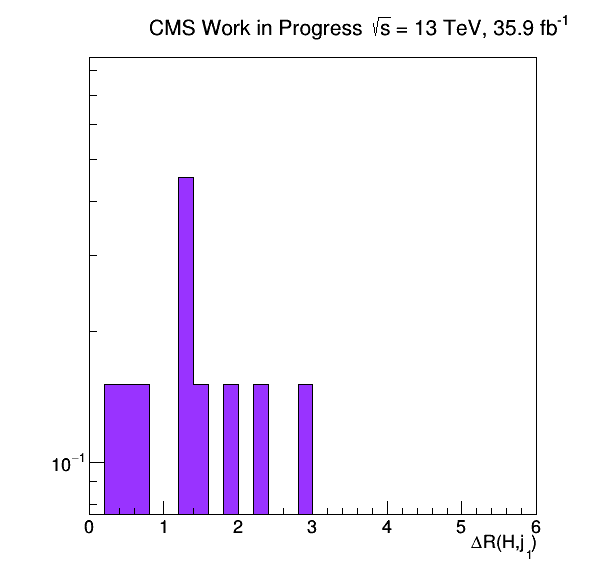 CMS Work in Progress √s = 13 TeV, 35.9 fb⁻¹
10⁻¹
0 1 2 3 4 5 6
ΔR(H,j₁)